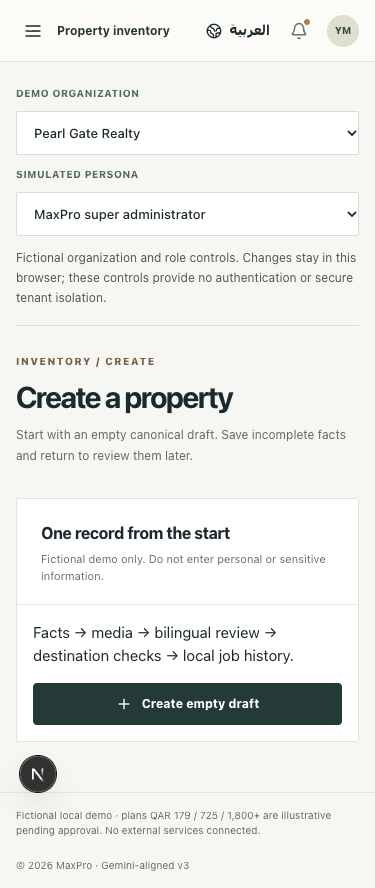 Property inventory
العربية
YM
DEMO ORGANIZATION
Pearl Gate Realty
SIMULATED PERSONA
MaxPro super administrator
Fictional organization and role controls. Changes stay in this
browser; these controls provide no authentication or secure
tenant isolation.
INVENTORY / CREATE
Create a property
Start with an empty canonical draft. Save incomplete facts
and return to review them later.
One record from the start
Fictional demo only. Do not enter personal or sensitive
information.
Facts → media → bilingual review →
destination checks → local job history.
+ Create empty draft
N
Fictional local demo · plans QAR 179 / 725 / 1,800+ are illustrative
pending approval. No external services connected.
© 2026 MaxPro · Gemini-aligned v3